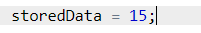 storedData = 15;